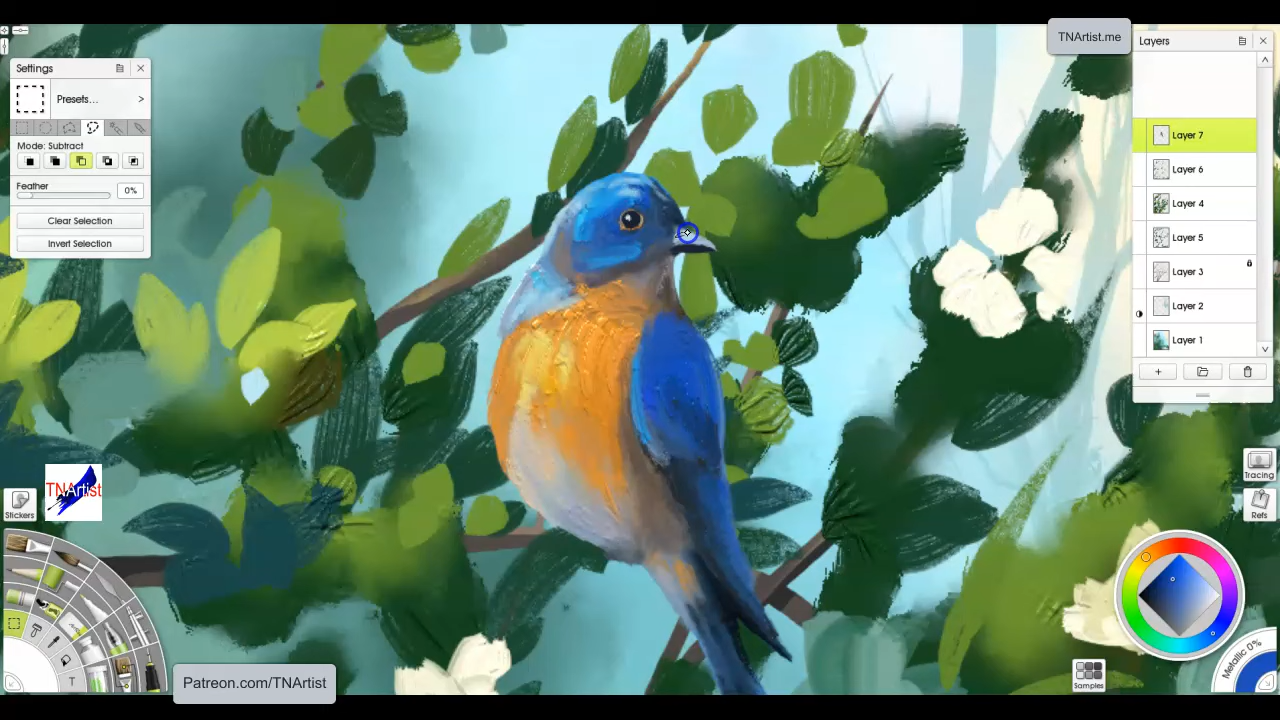 TNArtist.me
Settings
Presets...
>
Mode: Subtract
Feather
0%
Clear Selection
Invert Selection
Layers
Layer 7
Layer 6
Layer 4
Layer 5
Layer 3
Layer 2
Layer 1
+
Tracing
Refs
Stickers
TNArtist
T
Patreon.com/TNArtist
Samples
Metallic 0%